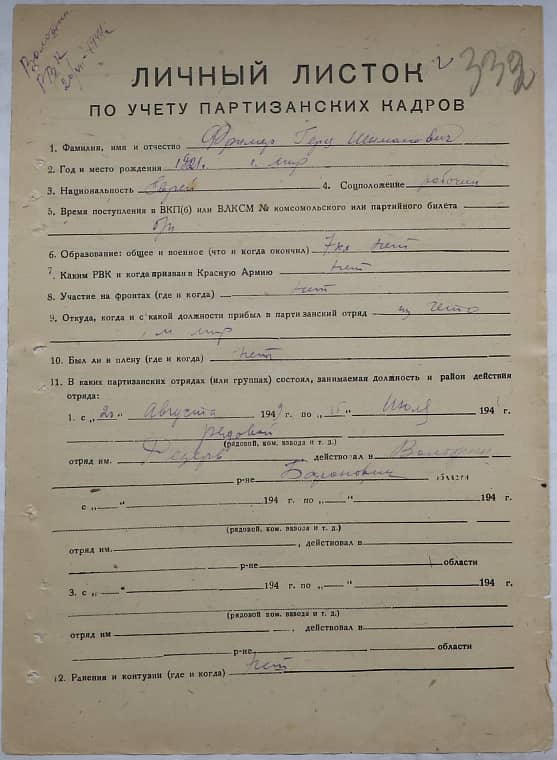 332
ЛИЧНЫЙ ЛИСТОК
ПО УЧЕТУ ПАРТИЗАНСКИХ КАДРОВ
1. Фамилия, имя и отчество
2. Год и место рождения 1921. г. Мир
3. Национальность Еврей 4. Соцположение рабочий
5. Время поступления в ВКП(б) или ВЛКСМ № комсомольского или партийного билета
б/п
6. Образование: общее и военное (что и когда окончил) 7 кл нет
7. Каким РВК и когда призван в Красную Армию нет
8. Участие на фронтах (где и когда) нет
9. Откуда, когда и с какой должности прибыл в партизанский отряд из гетто
м. Мир
10. Был ли в плену (где и когда) нет
11. В каких партизанских отрядах (или группах) состоял, занимаемая должность и район действия
отряда:
1. с „ “ Августа 194 г. по „ “ Июля 194
рядовой
(рядовой, ком. взвода и т. д.)
отряд им. действовал в
р-не Баранович области
с „—“ 194 г. по „—“ 194 г.
(рядовой, ком. взвода и т. д.)
отряд им. , действовал в
р-не области
3. с „—“ 194 г. по „—“ 194 г.
(рядовой, ком. взвода и т. д.)
отряд им , действовал в
р-не области
12. Ранения и контузии (где и когда) нет